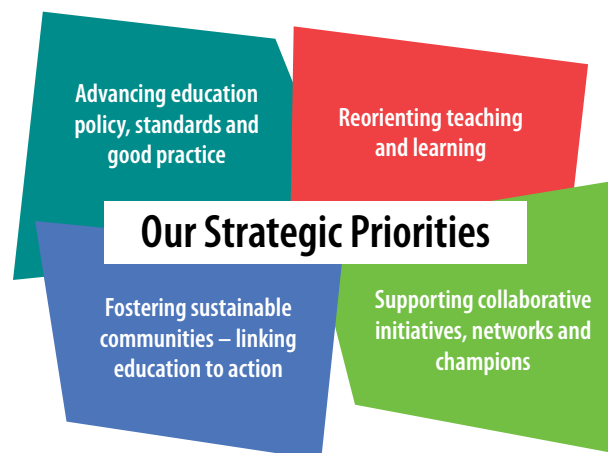 Advancing education
policy, standards and
good practice
Reorienting teaching
and learning
Our Strategic Priorities
Fostering sustainable
communities – linking
education to action
Supporting collaborative
initiatives, networks and
champions